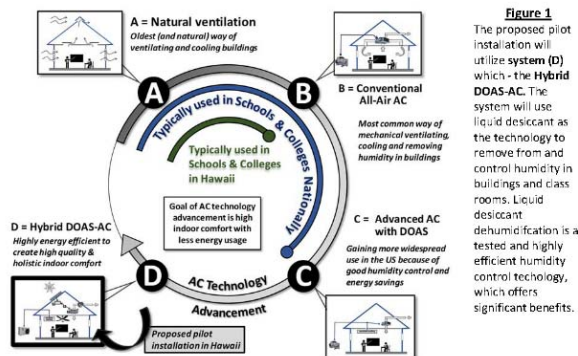 A = Natural ventilation
Oldest (and natural) way of
ventilating and cooling buildings
A
B
B = Conventional
All-Air AC
Most common way of
mechanical ventilating,
cooling and removing
humidity in buildings
Typically used in Schools & Colleges Nationally
Typically used in
Schools & Colleges
in Hawaii
Goal of AC technology
advancement is high
indoor comfort with
less energy usage
D = Hybrid DOAS-AC
Highly energy efficient to
create high quality &
holistic indoor comfort
C = Advanced AC
with DOAS
Gaining more widespread
use in the US because of
good humidity control and
energy savings
D
C
AC Technology
Advancement
Proposed pilot
installation in Hawaii
Figure 1
The proposed pilot
installation will
utilize system (D)
which - the Hybrid
DOAS-AC. The
system will use
liquid desiccant as
the technology to
remove from and
control humidity in
buildings and class
rooms. Liquid
desiccant
dehumidifcation is a
tested and highly
efficient humidity
control techology,
which offers
significant benefits.